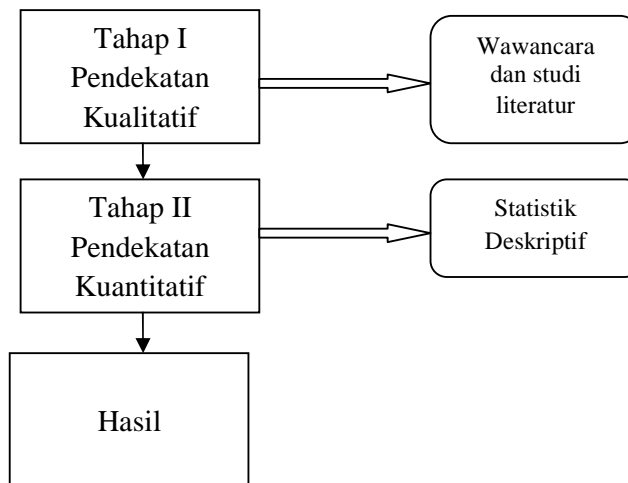 Tahap I
Pendekatan
Kualitatif
Wawancara
dan studi
literatur
Tahap II
Pendekatan
Kuantitatif
Statistik
Deskriptif
Hasil